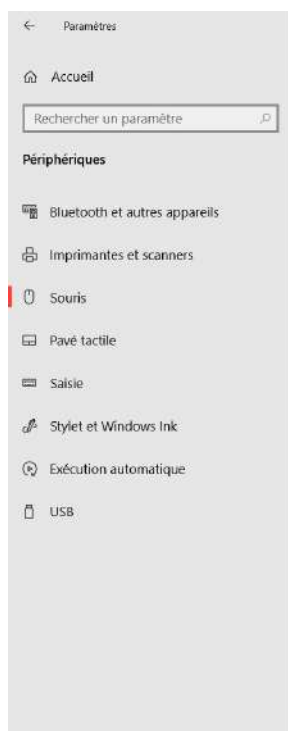 Paramètres
Accueil
Rechercher un paramètre
Périphériques
Bluetooth et autres appareils
Imprimantes et scanners
Souris
Pavé tactile
Saisie
Stylet et Windows Ink
Exécution automatique
USB